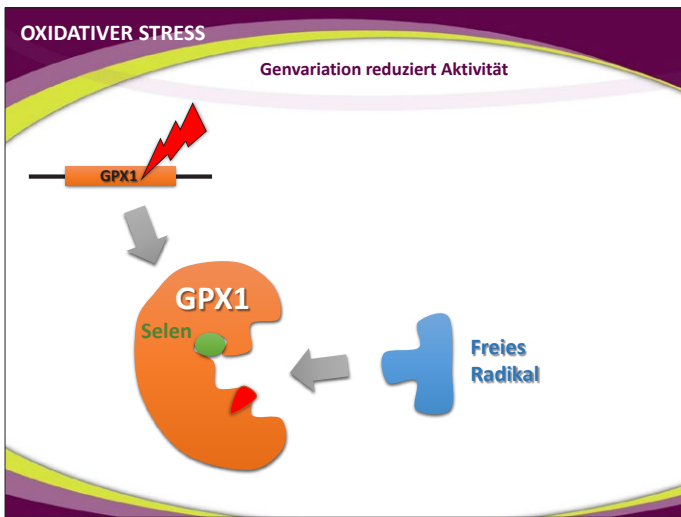 OXIDATIVER STRESS
Genvariation reduziert Aktivität
GPX1
GPX1
Selen
Freies
Radikal